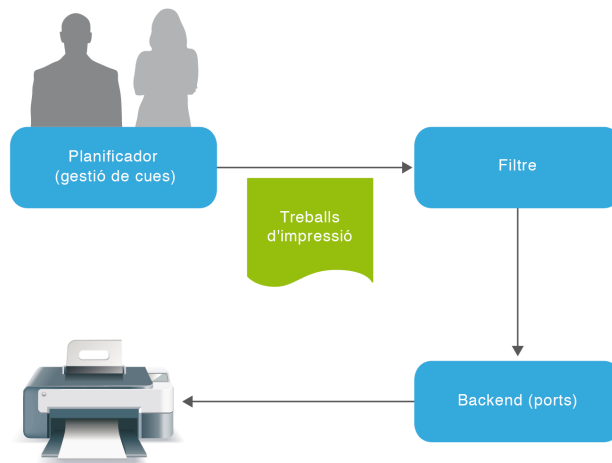 Planificador
(gestió de cues)
Filtre
Treballs
d'impressió
Backend (ports)